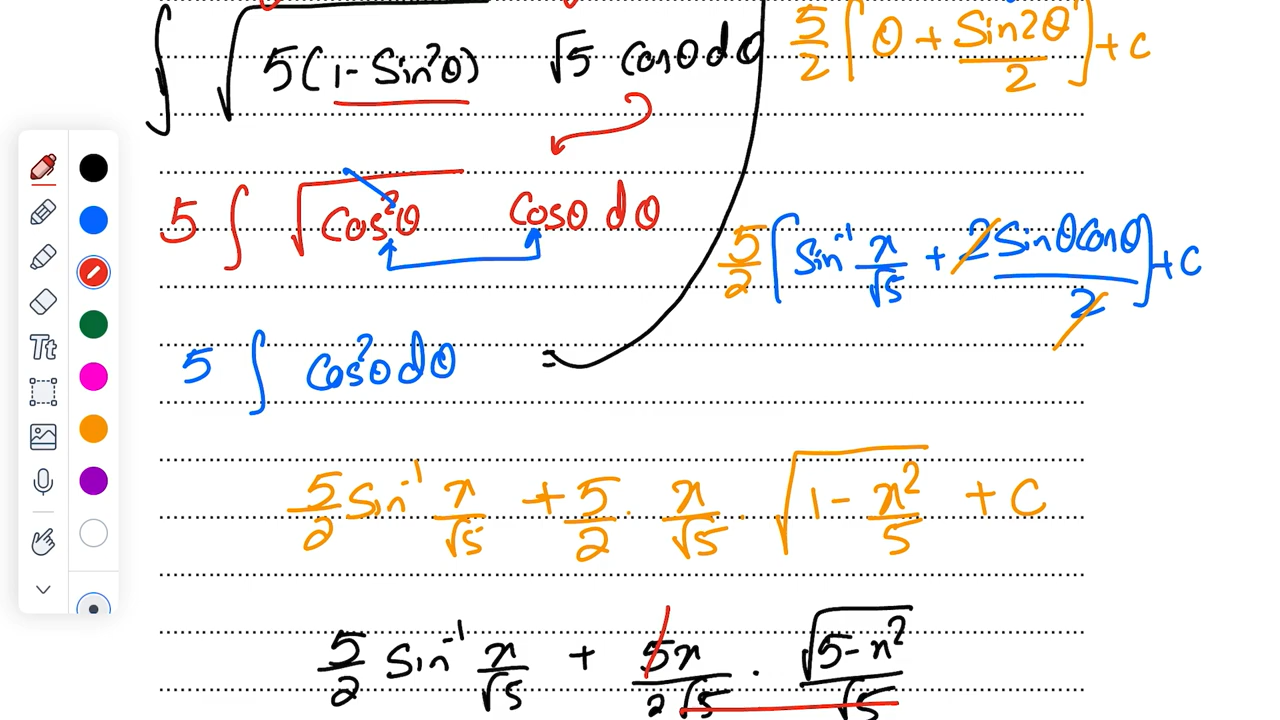 ∫ √5(1-Sin²θ) √5 Cosθ dθ
5/2 [θ + Sin2θ/2] + C
5 ∫ √Cos²θ Cosθ dθ
5/2 [Sin⁻¹ x/√5 + 2SinθCosθ/2] + C
5 ∫ Cos²θ dθ =
5/2 Sin⁻¹ x/√5 + 5/2 . x/√5 . √1 - x²/5 + C
5/2 Sin⁻¹ x/√5 + 5x/2√5 . √5-x²/√5
Tt